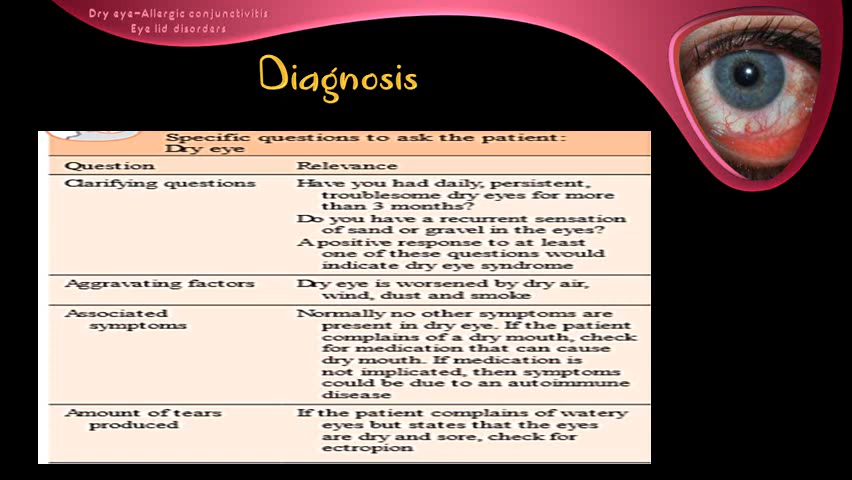 Dry eye-Allergic conjunctivitis
Eye lid disorders
Diagnosis
Specific questions to ask the patient:
Dry eye
Question Relevance
Clarifying questions Have you had daily, persistent,
troublesome dry eyes for more
than 3 months?
Do you have a recurrent sensation
of sand or gravel in the eyes?
A positive response to at least
one of these questions would
indicate dry eye syndrome
Aggravating factors Dry eye is worsened by dry air,
wind, dust and smoke
Associated Normally no other symptoms are
symptoms present in dry eye. If the patient
complains of a dry mouth, check
for medication that can cause
dry mouth. If medication is
not implicated, then symptoms
could be due to an autoimmune
disease
Amount of tears If the patient complains of watery
produced eyes but states that the eyes
are dry and sore, check for
ectropion